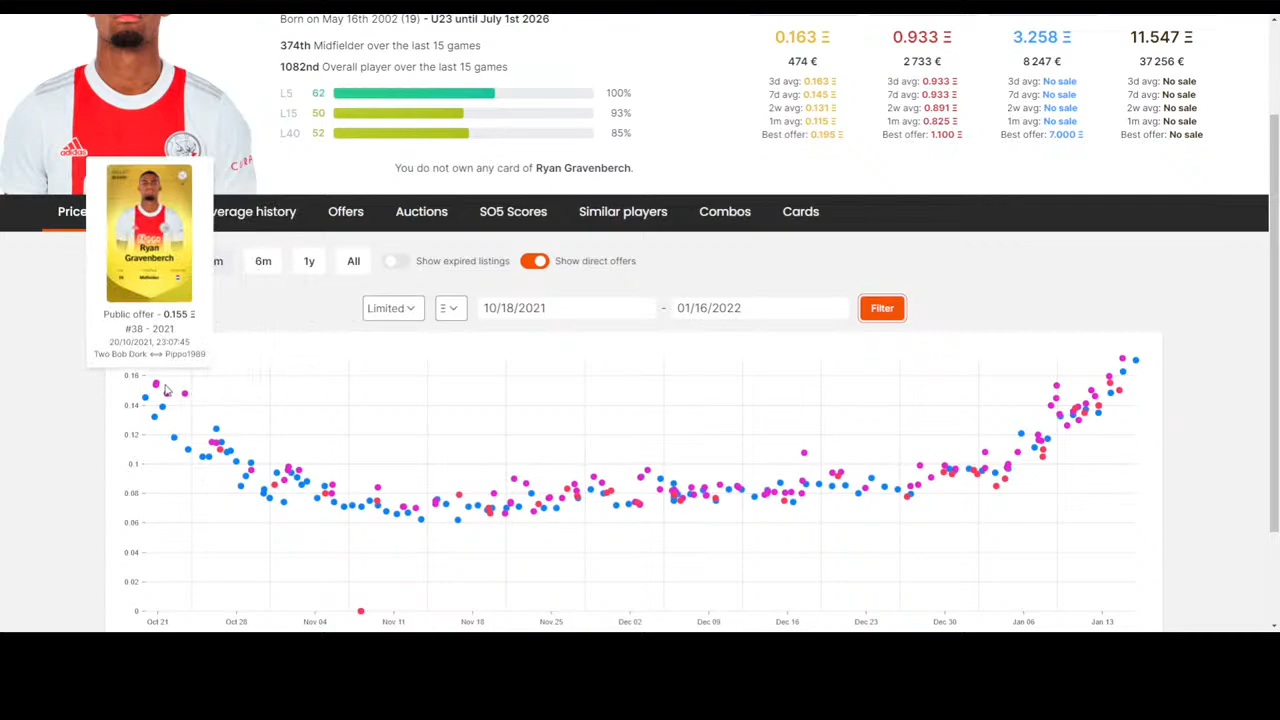 Born on May 16th 2002 (19) - U23 until July 1st 2026
374th Midfielder over the last 15 games
1082nd Overall player over the last 15 games
L5 62 100%
L15 50 93%
L40 52 85%
You do not own any card of Ryan Gravenberch.
0.163 Ξ 0.933 Ξ 3.258 Ξ 11.547 Ξ
474 € 2 733 € 8 247 € 37 256 €
3d avg: 0.163 Ξ 3d avg: 0.933 Ξ 3d avg: No sale 3d avg: No sale
7d avg: 0.145 Ξ 7d avg: 0.933 Ξ 7d avg: No sale 7d avg: No sale
2w avg: 0.131 Ξ 2w avg: 0.891 Ξ 2w avg: No sale 2w avg: No sale
1m avg: 0.115 Ξ 1m avg: 0.825 Ξ 1m avg: No sale 1m avg: No sale
Best offer: 0.195 Ξ Best offer: 1.100 Ξ Best offer: 7.000 Ξ Best offer: No sale
adidas
Price verage history Offers Auctions SO5 Scores Similar players Combos Cards
Ryan
Gravenberch
Public offer - 0.155 Ξ
#38 - 2021
20/10/2021, 23:07:45
Two Bob Dork ⟺ Pippo1989
m 6m 1y All Show expired listings Show direct offers
Limited Ξ 10/18/2021 - 01/16/2022 Filter
0.16
0.14
0.12
0.1
0.08
0.06
0.04
0.02
0
Oct 21 Oct 28 Nov 04 Nov 11 Nov 18 Nov 25 Dec 02 Dec 09 Dec 16 Dec 23 Dec 30 Jan 06 Jan 13